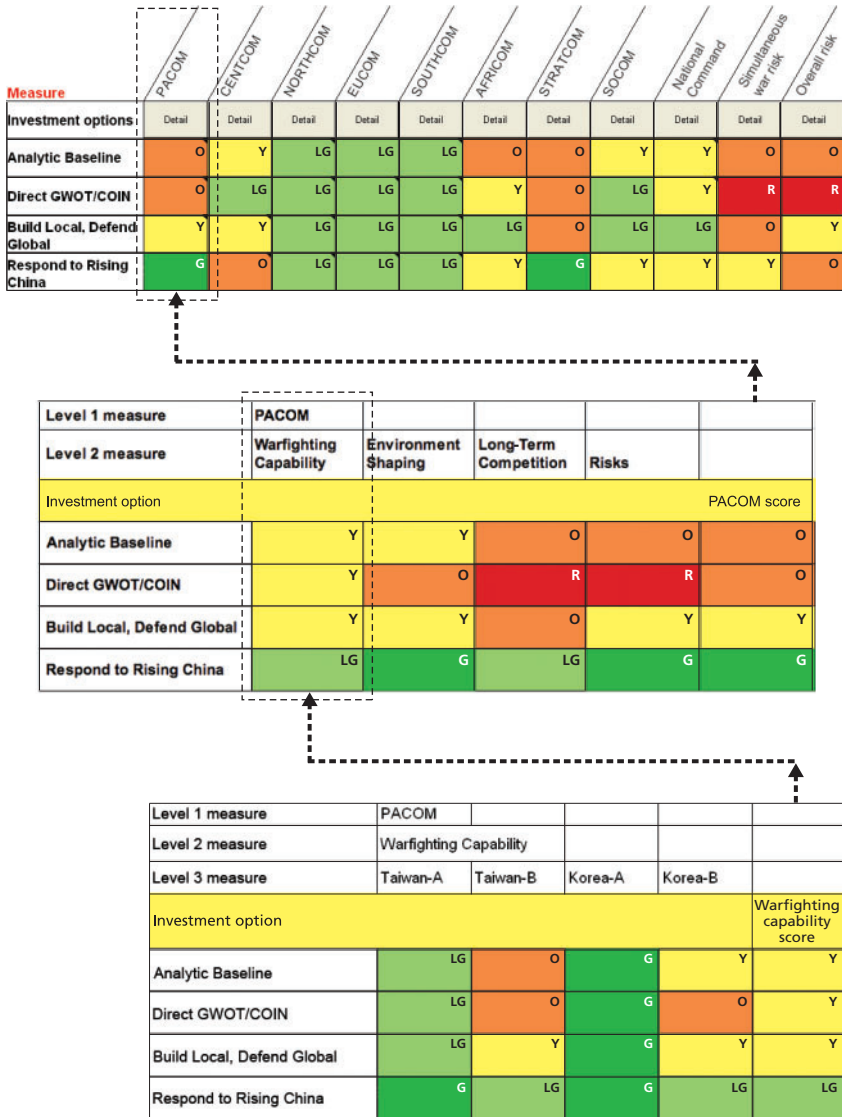 Measure
PACOM
CENTCOM
NORTHCOM
EUCOM
SOUTHCOM
AFRICOM
STRATCOM
SOCOM
National
Command
Simultaneous
war risk
Overall risk
Investment options Detail Detail Detail Detail Detail Detail Detail Detail Detail Detail Detail
Analytic Baseline O Y LG LG LG O O Y Y O O
Direct GWOT/COIN O LG LG LG LG Y O LG Y R R
Build Local, Defend Y Y LG LG LG LG O LG LG O Y
Global
Respond to Rising G O LG LG LG Y G Y Y Y O
China
Level 1 measure PACOM
Level 2 measure Warfighting Environment Long-Term Risks
Capability Shaping Competition
Investment option PACOM score
Analytic Baseline Y Y O O O
Direct GWOT/COIN Y O R R O
Build Local, Defend Global Y Y O Y Y
Respond to Rising China LG G LG G G
Level 1 measure PACOM
Level 2 measure Warfighting Capability
Level 3 measure Taiwan-A Taiwan-B Korea-A Korea-B
Investment option Warfighting
capability
score
Analytic Baseline LG O G Y Y
Direct GWOT/COIN LG O G O Y
Build Local, Defend Global LG Y G Y Y
Respond to Rising China G LG G LG LG